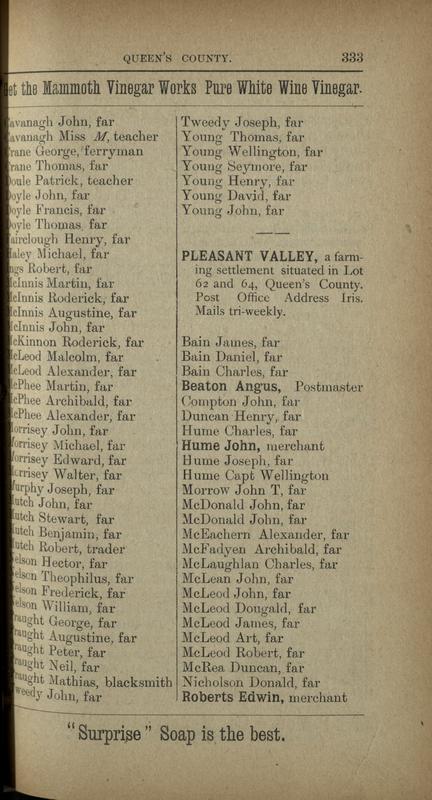 QUEEN'S COUNTY. 333
et the Mammoth Vinegar Works Pure White Wine Vinegar.
avanagh John, far
avanagh Miss M, teacher
rane George, ferryman
rane Thomas, far
oule Patrick, teacher
oyle John, far
oyle Francis, far
oyle Thomas far
airclough Henry, far
aley Michael, far
ngs Robert, far
cInnis Martin, far
cInnis Roderick, far
cInnis Augustine, far
cInnis John, far
cKinnon Roderick, far
cLeod Malcolm, far
cLeod Alexander, far
cPhee Martin, far
cPhee Archibald, far
cPhee Alexander, far
orrisey John, far
orrisey Michael, far
orrisey Edward, far
orrisey Walter, far
urphy Joseph, far
utch John, far
utch Stewart, far
utch Benjamin, far
utch Robert, trader
elson Hector, far
elson Theophilus, far
elson Frederick, far
elson William, far
raught George, far
raught Augustine, far
raught Peter, far
raught Neil, far
raught Mathias, blacksmith
weedy John, far
Tweedy Joseph, far
Young Thomas, far
Young Wellington, far
Young Seymore, far
Young Henry, far
Young David, far
Young John, far
PLEASANT VALLEY, a farm-
ing settlement situated in Lot
62 and 64, Queen's County.
Post Office Address Iris.
Mails tri-weekly.
Bain James, far
Bain Daniel, far
Bain Charles, far
Beaton Angus, Postmaster
Compton John, far
Duncan Henry, far
Hume Charles, far
Hume John, merchant
Hume Joseph, far
Hume Capt Wellington
Morrow John T, far
McDonald John, far
McDonald John, far
McEachern Alexander, far
McFadyen Archibald, far
McLaughlan Charles, far
McLean John, far
McLeod John, far
McLeod Dougald, far
McLeod James, far
McLeod Art, far
McLeod Robert, far
McRea Duncan, far
Nicholson Donald, far
Roberts Edwin, merchant
"Surprise" Soap is the best.